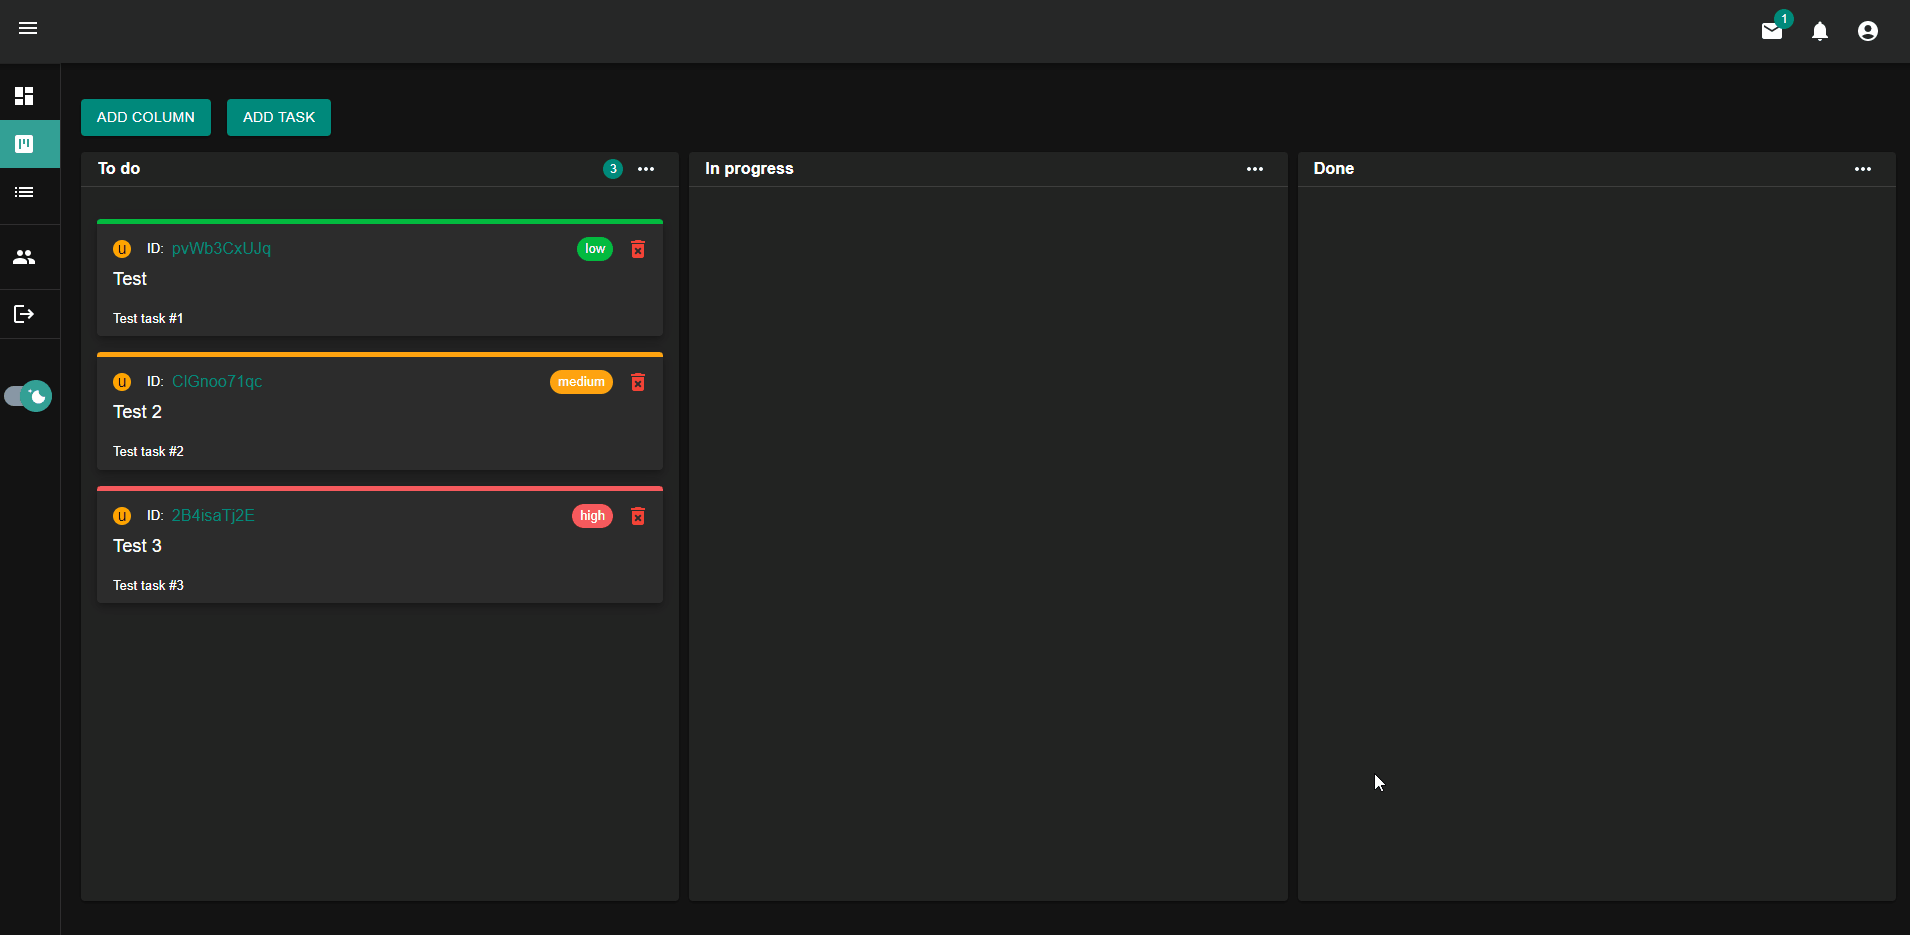 1
ADD COLUMN
ADD TASK
To do
3
In progress
Done
u ID: pvWb3CxUJq low
Test
Test task #1
u ID: CIGnoo71qc medium
Test 2
Test task #2
u ID: 2B4isaTj2E high
Test 3
Test task #3